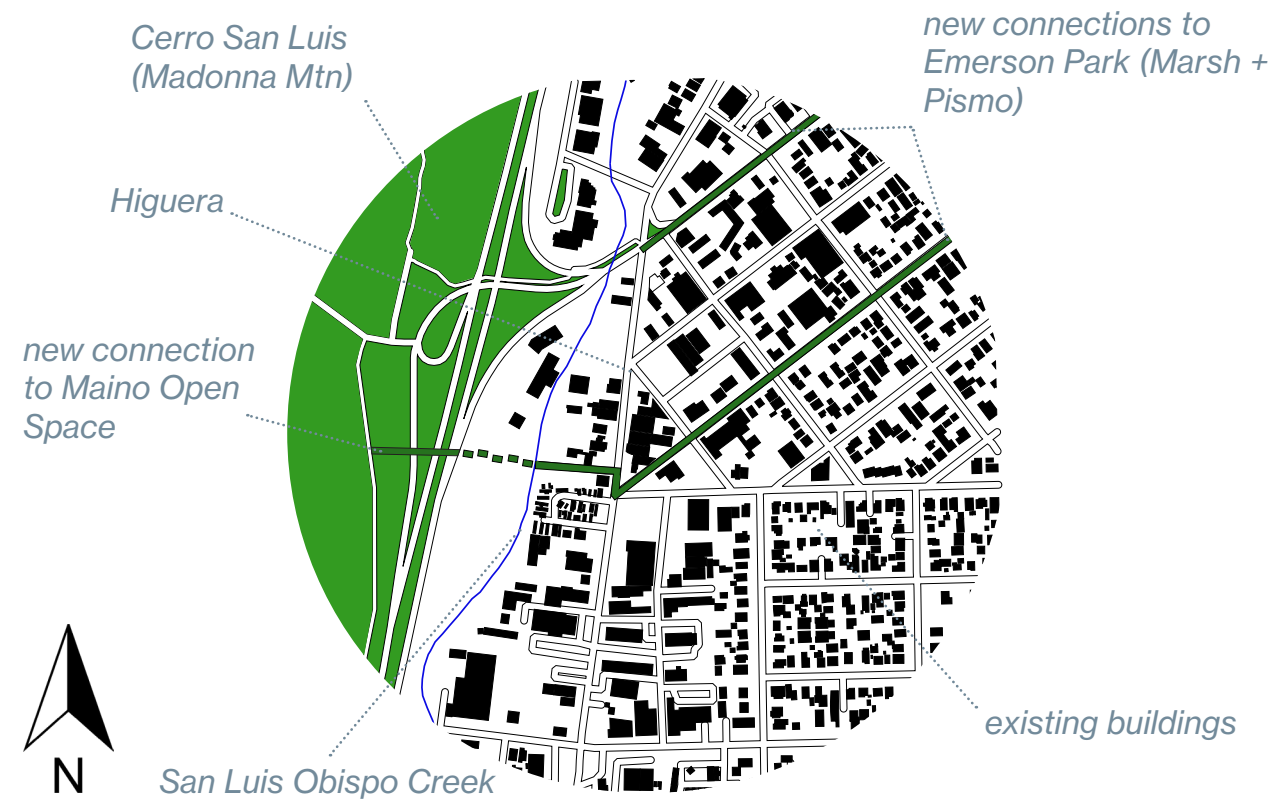 Cerro San Luis
(Madonna Mtn)
new connections to
Emerson Park (Marsh +
Pismo)
Higuera
new connection
to Maino Open
Space
existing buildings
N
San Luis Obispo Creek